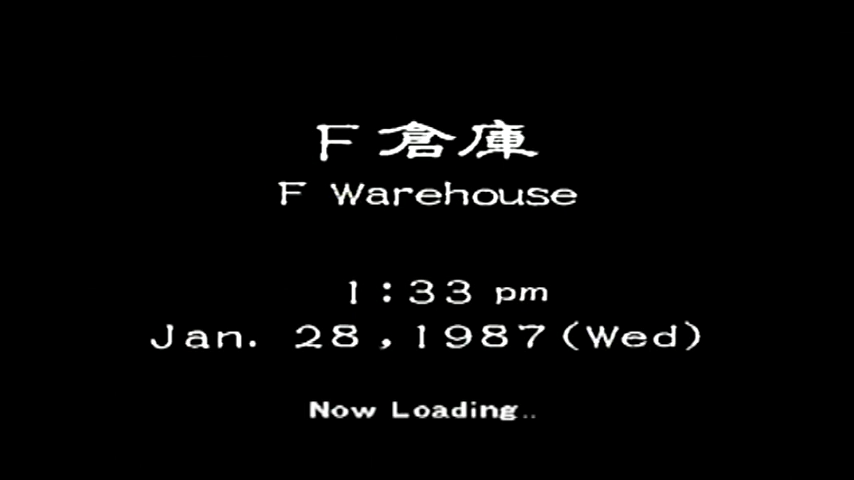 F倉庫
F Warehouse
1:33 pm
Jan. 28,1987(Wed)
Now Loading..